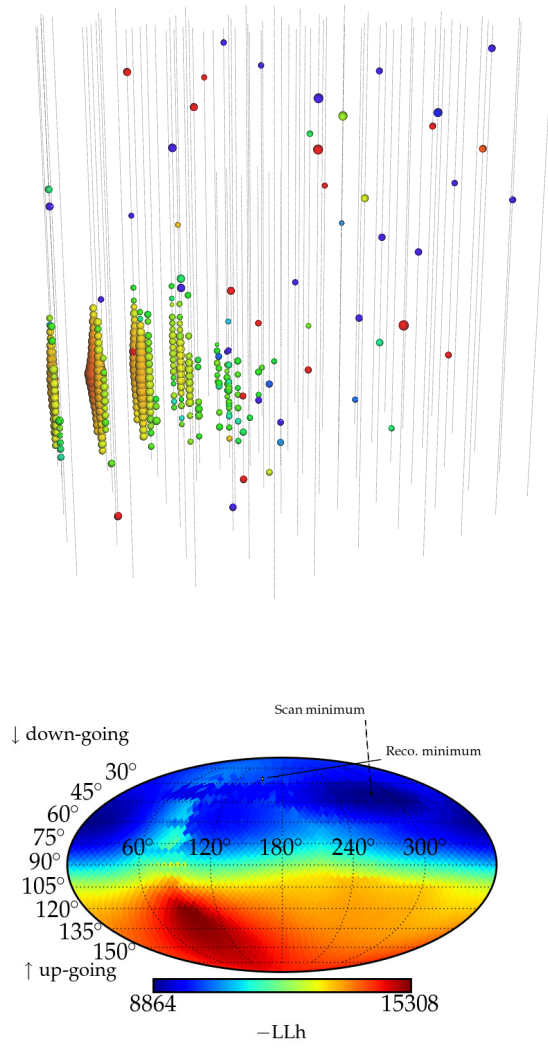 Scan minimum
↓ down-going
Reco. minimum
30°
45°
60°
75°
60° 120° 180° 240° 300°
90°
105°
120°
135°
150°
↑ up-going
8864 15308
−LLh